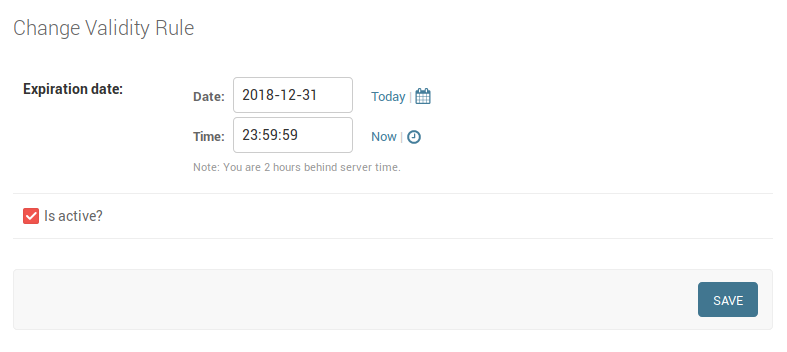 Change Validity Rule
Expiration date:
Date: 2018-12-31 Today |
Time: 23:59:59 Now |
Note: You are 2 hours behind server time.
Is active?
SAVE